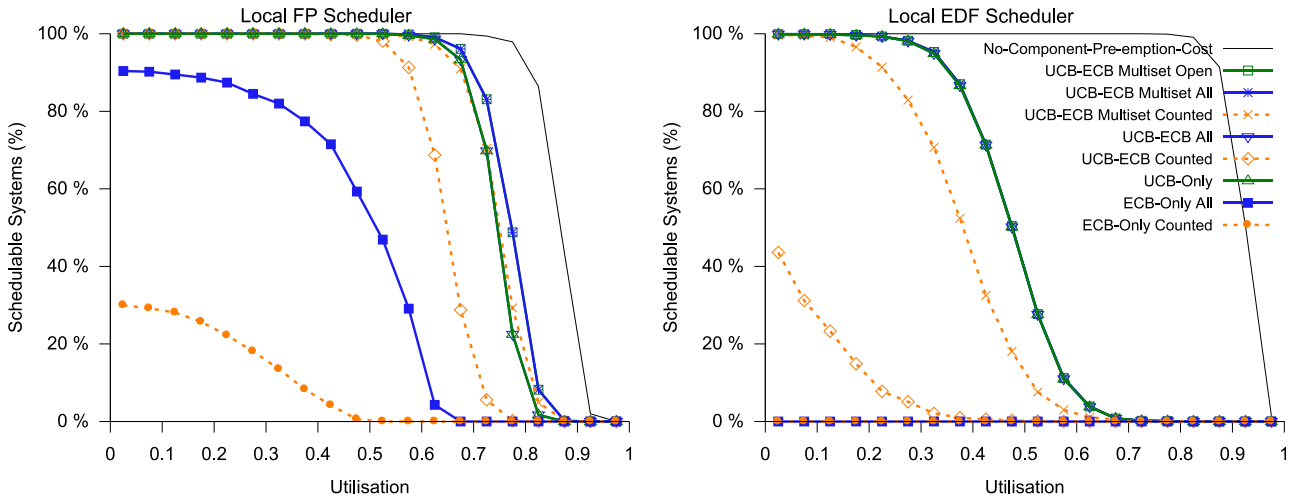 Local FP Scheduler
100 %
80 %
60 %
40 %
20 %
0 %
Schedulable Systems (%)
0 0.1 0.2 0.3 0.4 0.5 0.6 0.7 0.8 0.9 1
Utilisation
Local EDF Scheduler
100 %
80 %
60 %
40 %
20 %
0 %
Schedulable Systems (%)
No-Component-Pre-emption-Cost
UCB-ECB Multiset Open
UCB-ECB Multiset All
UCB-ECB Multiset Counted
UCB-ECB All
UCB-ECB Counted
UCB-Only
ECB-Only All
ECB-Only Counted
0 0.1 0.2 0.3 0.4 0.5 0.6 0.7 0.8 0.9 1
Utilisation